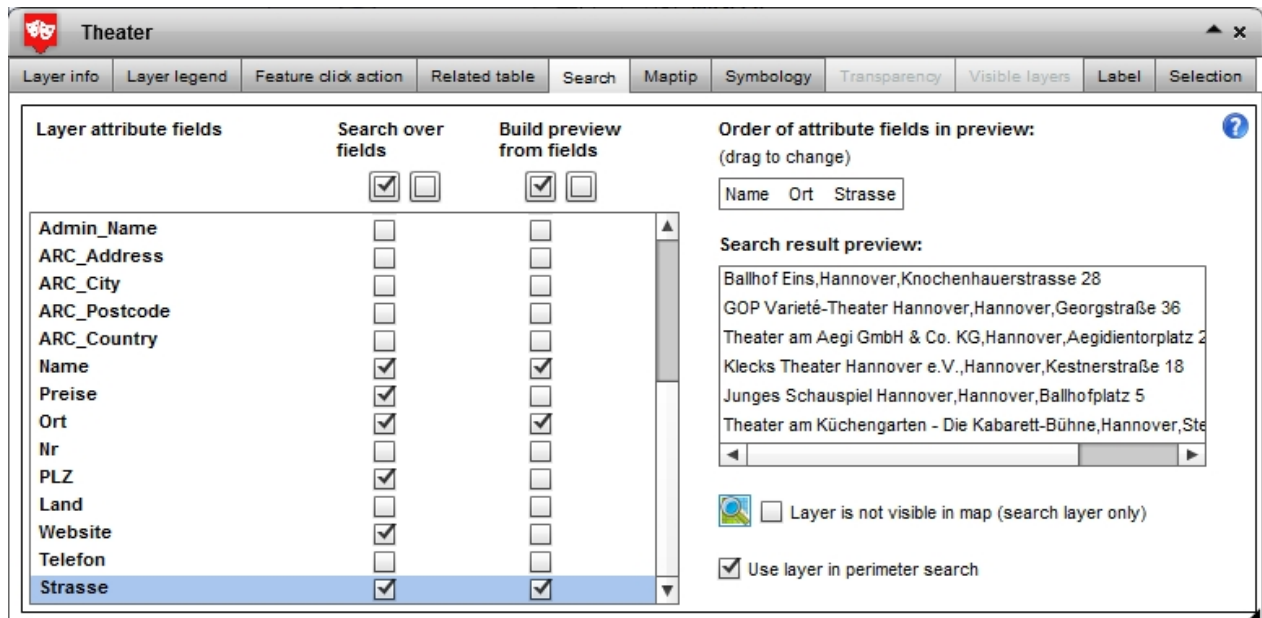 Theater
Layer info Layer legend Feature click action Related table Search Maptip Symbology Transparency Visible layers Label Selection
Layer attribute fields
Search over
fields
Build preview
from fields
Admin_Name
ARC_Address
ARC_City
ARC_Postcode
ARC_Country
Name
Preise
Ort
Nr
PLZ
Land
Website
Telefon
Strasse
Order of attribute fields in preview:
(drag to change)
Name Ort Strasse
Search result preview:
Ballhof Eins,Hannover,Knochenhauerstrasse 28
GOP Varieté-Theater Hannover,Hannover,Georgstraße 36
Theater am Aegi GmbH & Co. KG,Hannover,Aegidientorplatz 2
Klecks Theater Hannover e.V.,Hannover,Kestnerstraße 18
Junges Schauspiel Hannover,Hannover,Ballhofplatz 5
Theater am Küchengarten - Die Kabarett-Bühne,Hannover,Ste
Layer is not visible in map (search layer only)
Use layer in perimeter search